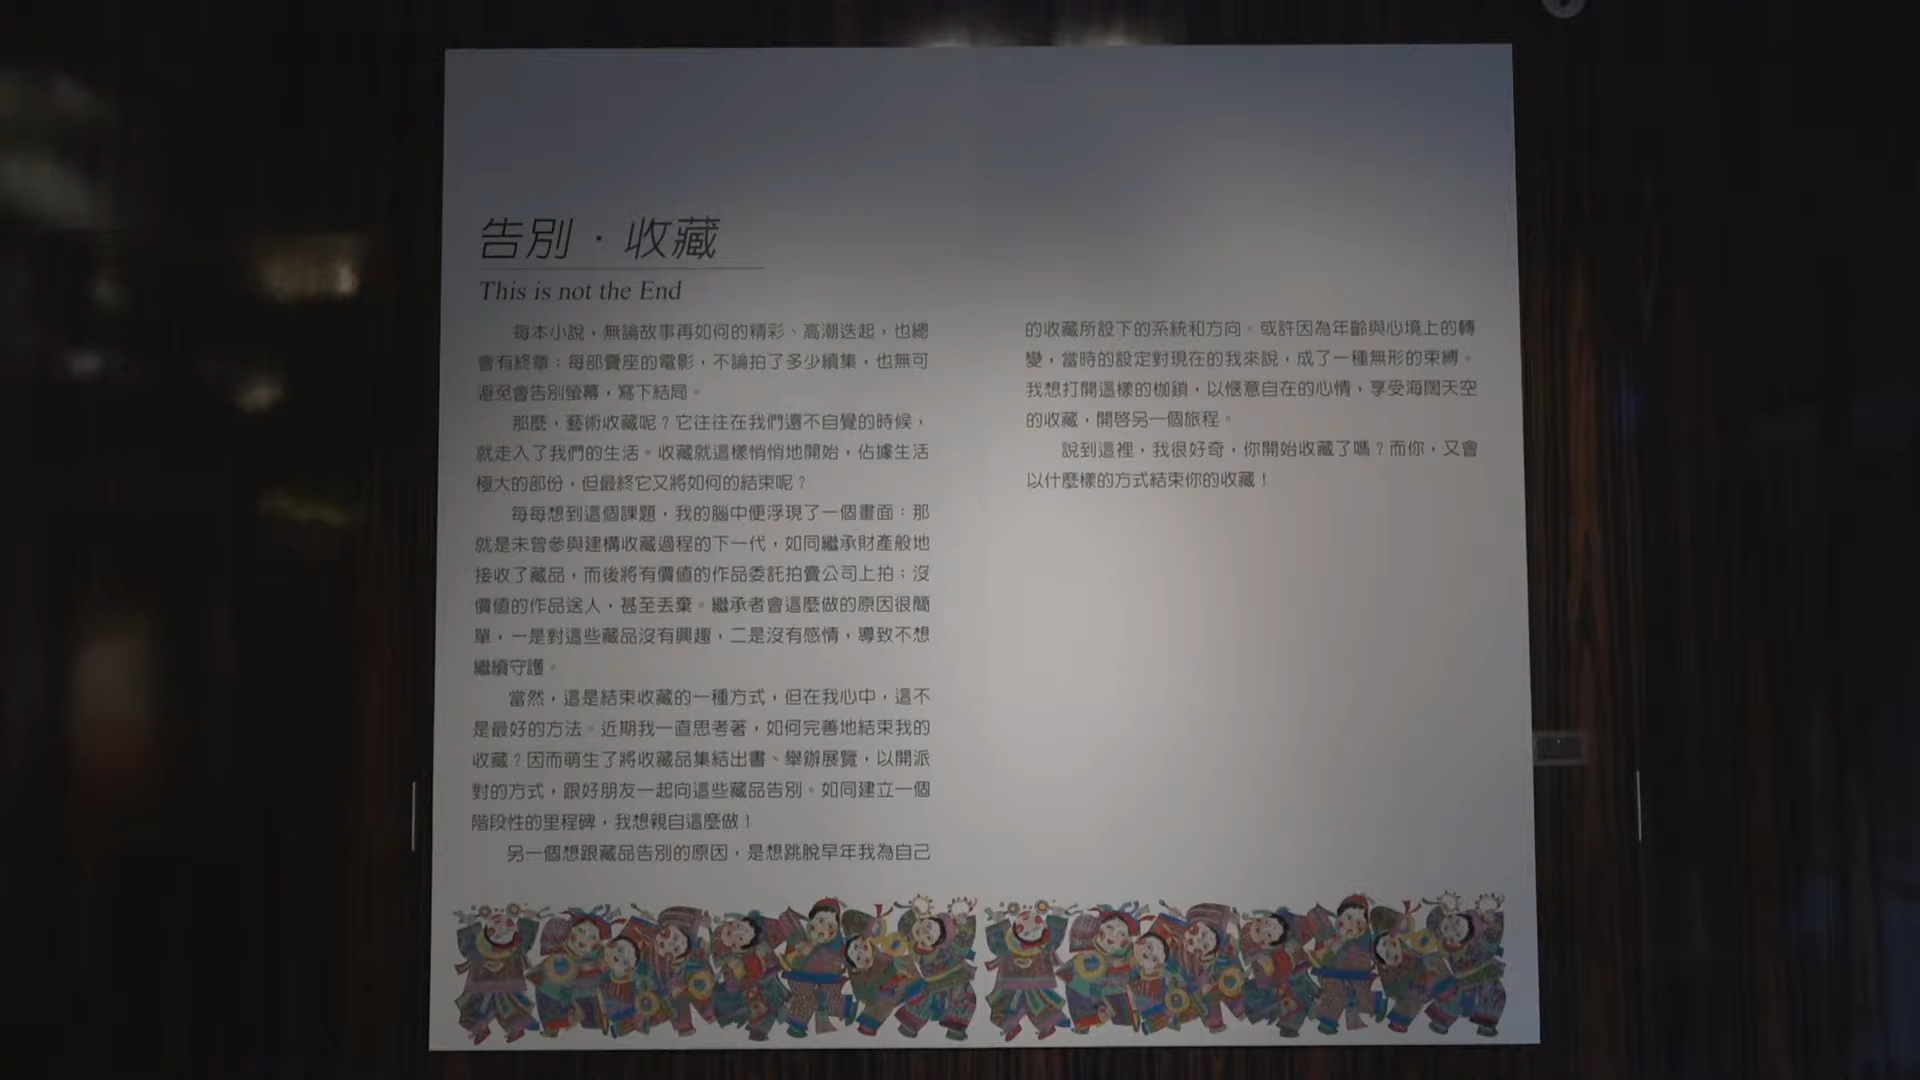 告別．收藏
This is not the End
每本小說，無論故事再如何的精彩、高潮迭起，也總
會有終章；每部賣座的電影，不論拍了多少續集，也無可
避免會告別螢幕，寫下結局。
那麼，藝術收藏呢？它往往在我們還不自覺的時候，
就走入了我們的生活。收藏就這樣悄悄地開始，佔據生活
極大的部份，但最終它又將如何的結束呢？
每每想到這個課題，我的腦中便浮現了一個畫面：那
就是未曾參與建構收藏過程的下一代，如同繼承財產般地
接收了藏品，而後將有價值的作品委託拍賣公司上拍；沒
價值的作品送人，甚至丟棄。繼承者會這麼做的原因很簡
單，一是對這些藏品沒有興趣，二是沒有感情，導致不想
繼續守護。
當然，這是結束收藏的一種方式，但在我心中，這不
是最好的方法。近期我一直思考著，如何完善地結束我的
收藏？因而萌生了將收藏品集結出書、舉辦展覽，以開派
對的方式，跟好朋友一起向這些藏品告別。如同建立一個
階段性的里程碑，我想親自這麼做！
另一個想跟藏品告別的原因，是想跳脫早年我為自己
的收藏所設下的系統和方向。或許因為年齡與心境上的轉
變，當時的設定對現在的我來說，成了一種無形的束縛。
我想打開這樣的枷鎖，以愜意自在的心情，享受海闊天空
的收藏，開啓另一個旅程。
說到這裡，我很好奇，你開始收藏了嗎？而你，又會
以什麼樣的方式結束你的收藏！